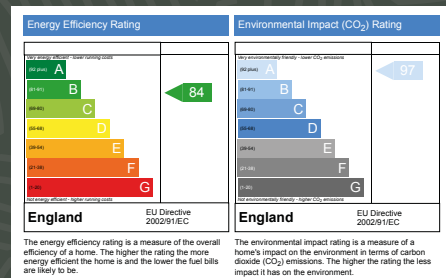 Energy Efficiency Rating
Very energy efficient - lower running costs
(92 plus) A
(81-91) B
(69-80) C
(55-68) D
(39-54) E
(21-38) F
(1-20) G
84
Not energy efficient - higher running costs
England
EU Directive
2002/91/EC
The energy efficiency rating is a measure of the overall
efficiency of a home. The higher the rating the more
energy efficient the home is and the lower the fuel bills
are likely to be.
Environmental Impact (CO2) Rating
Very environmentally friendly - lower CO2 emissions
(92 plus) A
(81-91) B
(69-80) C
(55-68) D
(39-54) E
(21-38) F
(1-20) G
97
Not environmentally friendly - higher CO2 emissions
England
EU Directive
2002/91/EC
The environmental impact rating is a measure of a
home's impact on the environment in terms of carbon
dioxide (CO2) emissions. The higher the rating the less
impact it has on the environment.